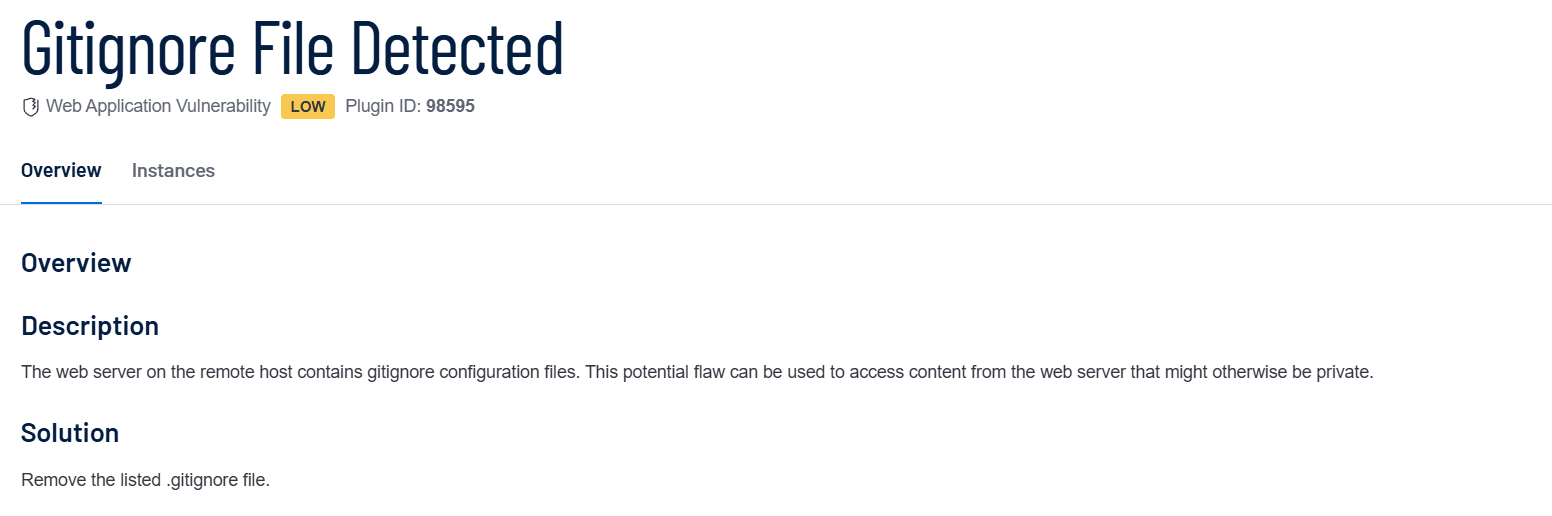 Gitignore File Detected
Web Application Vulnerability LOW Plugin ID: 98595
Overview Instances
Overview
Description
The web server on the remote host contains gitignore configuration files. This potential flaw can be used to access content from the web server that might otherwise be private.
Solution
Remove the listed .gitignore file.